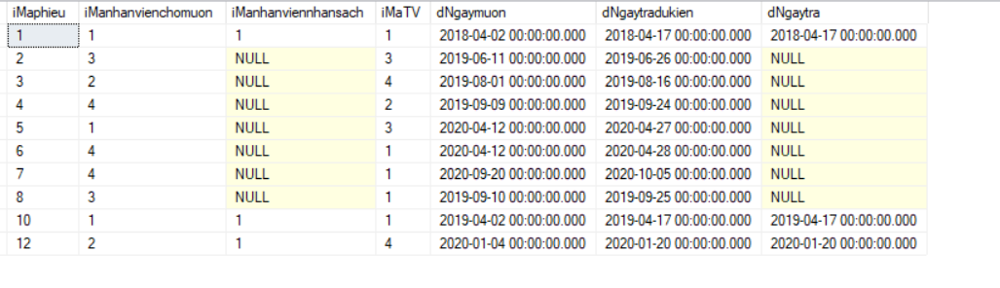 iMaphieu iManhanvienchomuon iManhanviennhansach iMaTV dNgaymuon dNgaytradukien dNgaytra
1 1 1 1 2018-04-02 00:00:00.000 2018-04-17 00:00:00.000 2018-04-17 00:00:00.000
2 3 NULL 3 2019-06-11 00:00:00.000 2019-06-26 00:00:00.000 NULL
3 2 NULL 4 2019-08-01 00:00:00.000 2019-08-16 00:00:00.000 NULL
4 4 NULL 2 2019-09-09 00:00:00.000 2019-09-24 00:00:00.000 NULL
5 1 NULL 3 2020-04-12 00:00:00.000 2020-04-27 00:00:00.000 NULL
6 4 NULL 1 2020-04-12 00:00:00.000 2020-04-28 00:00:00.000 NULL
7 4 NULL 1 2020-09-20 00:00:00.000 2020-10-05 00:00:00.000 NULL
8 3 NULL 1 2019-09-10 00:00:00.000 2019-09-25 00:00:00.000 NULL
10 1 1 1 2019-04-02 00:00:00.000 2019-04-17 00:00:00.000 2019-04-17 00:00:00.000
12 2 1 4 2020-01-04 00:00:00.000 2020-01-20 00:00:00.000 2020-01-20 00:00:00.000